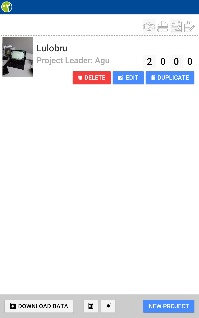 Lulobru
Project Leader: Agu
2 0 0 0
DELETE
EDIT
DUPLICATE
DOWNLOAD DATA
NEW PROJECT